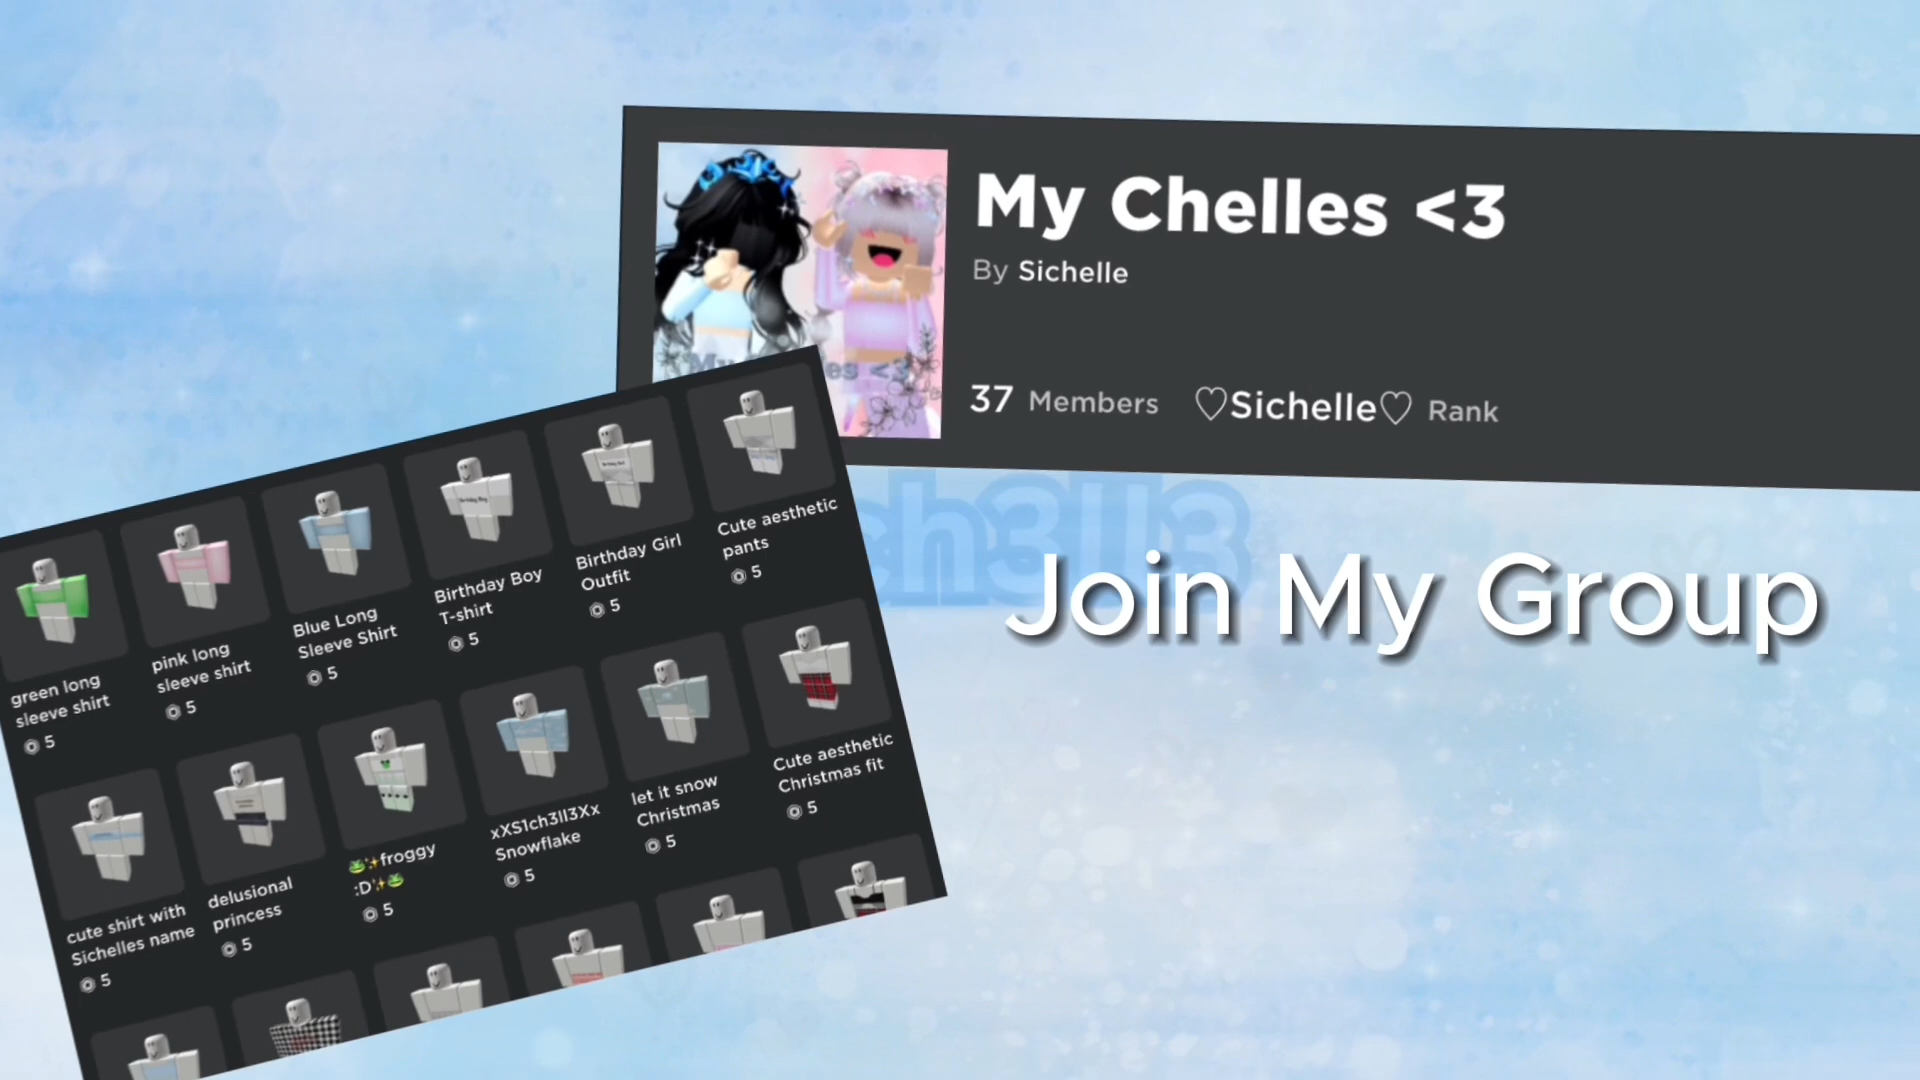 My Chelles <3
By Sichelle
37 Members ♡Sichelle♡ Rank
ch3ll3
Join My Group
green long
sleeve shirt
5
pink long
sleeve shirt
5
Blue Long
Sleeve Shirt
5
Birthday Boy
T-shirt
5
Birthday Girl
Outfit
5
Cute aesthetic
pants
5
cute shirt with
Sichelles name
5
delusional
princess
5
🐸✨froggy
:D✨🐸
5
xXS1ch3ll3Xx
Snowflake
5
let it snow
Christmas
5
Cute aesthetic
Christmas fit
5